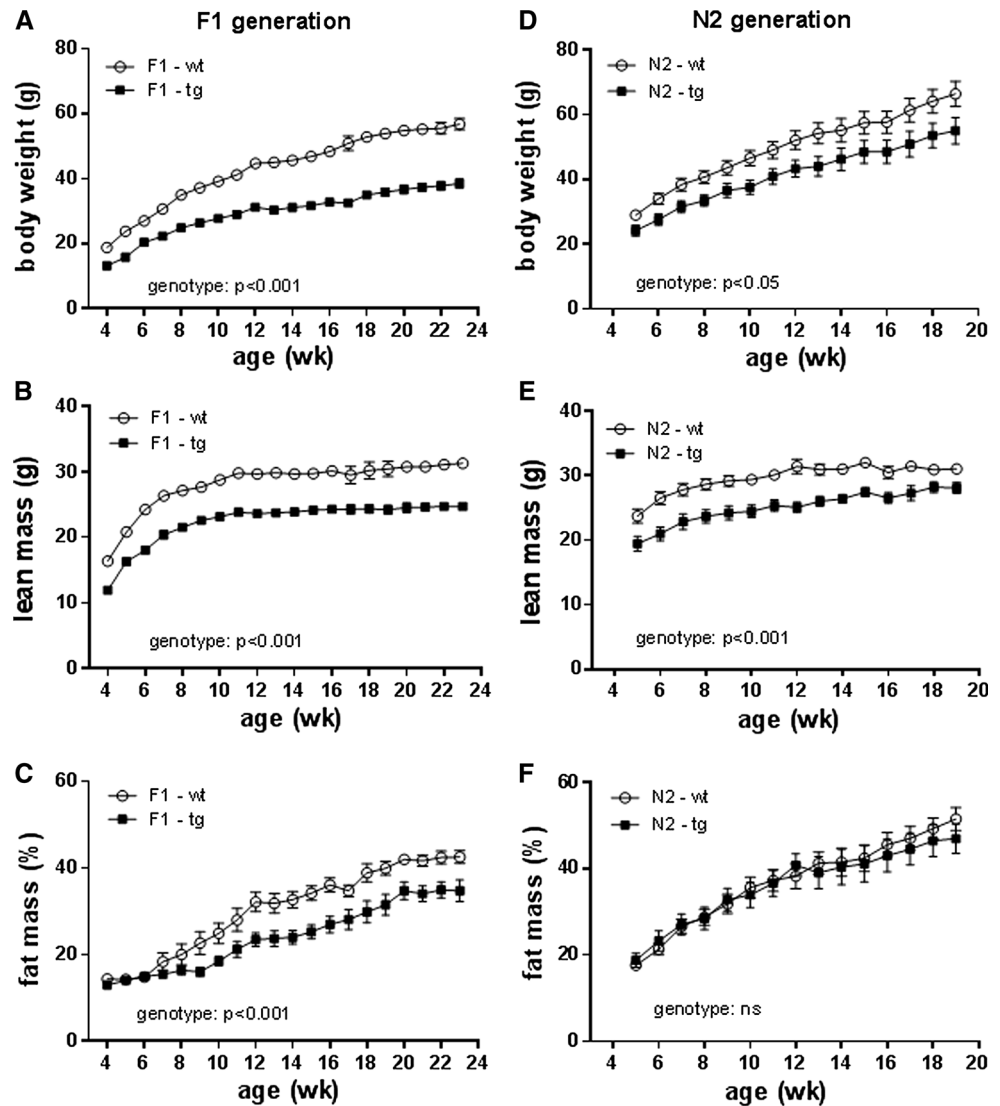 F1 generation
A
body weight (g)
80
60
40
20
0
F1 - wt
F1 - tg
genotype: p<0.001
4 6 8 10 12 14 16 18 20 22 24
age (wk)
B
lean mass (g)
40
30
20
10
0
F1 - wt
F1 - tg
genotype: p<0.001
4 6 8 10 12 14 16 18 20 22 24
age (wk)
C
fat mass (%)
60
40
20
0
F1 - wt
F1 - tg
genotype: p<0.001
4 6 8 10 12 14 16 18 20 22 24
age (wk)
N2 generation
D
body weight (g)
80
60
40
20
0
N2 - wt
N2 - tg
genotype: p<0.05
4 6 8 10 12 14 16 18 20
age (wk)
E
lean mass (g)
40
30
20
10
0
N2 - wt
N2 - tg
genotype: p<0.001
4 6 8 10 12 14 16 18 20
age (wk)
F
fat mass (%)
60
40
20
0
N2 - wt
N2 - tg
genotype: ns
4 6 8 10 12 14 16 18 20
age (wk)